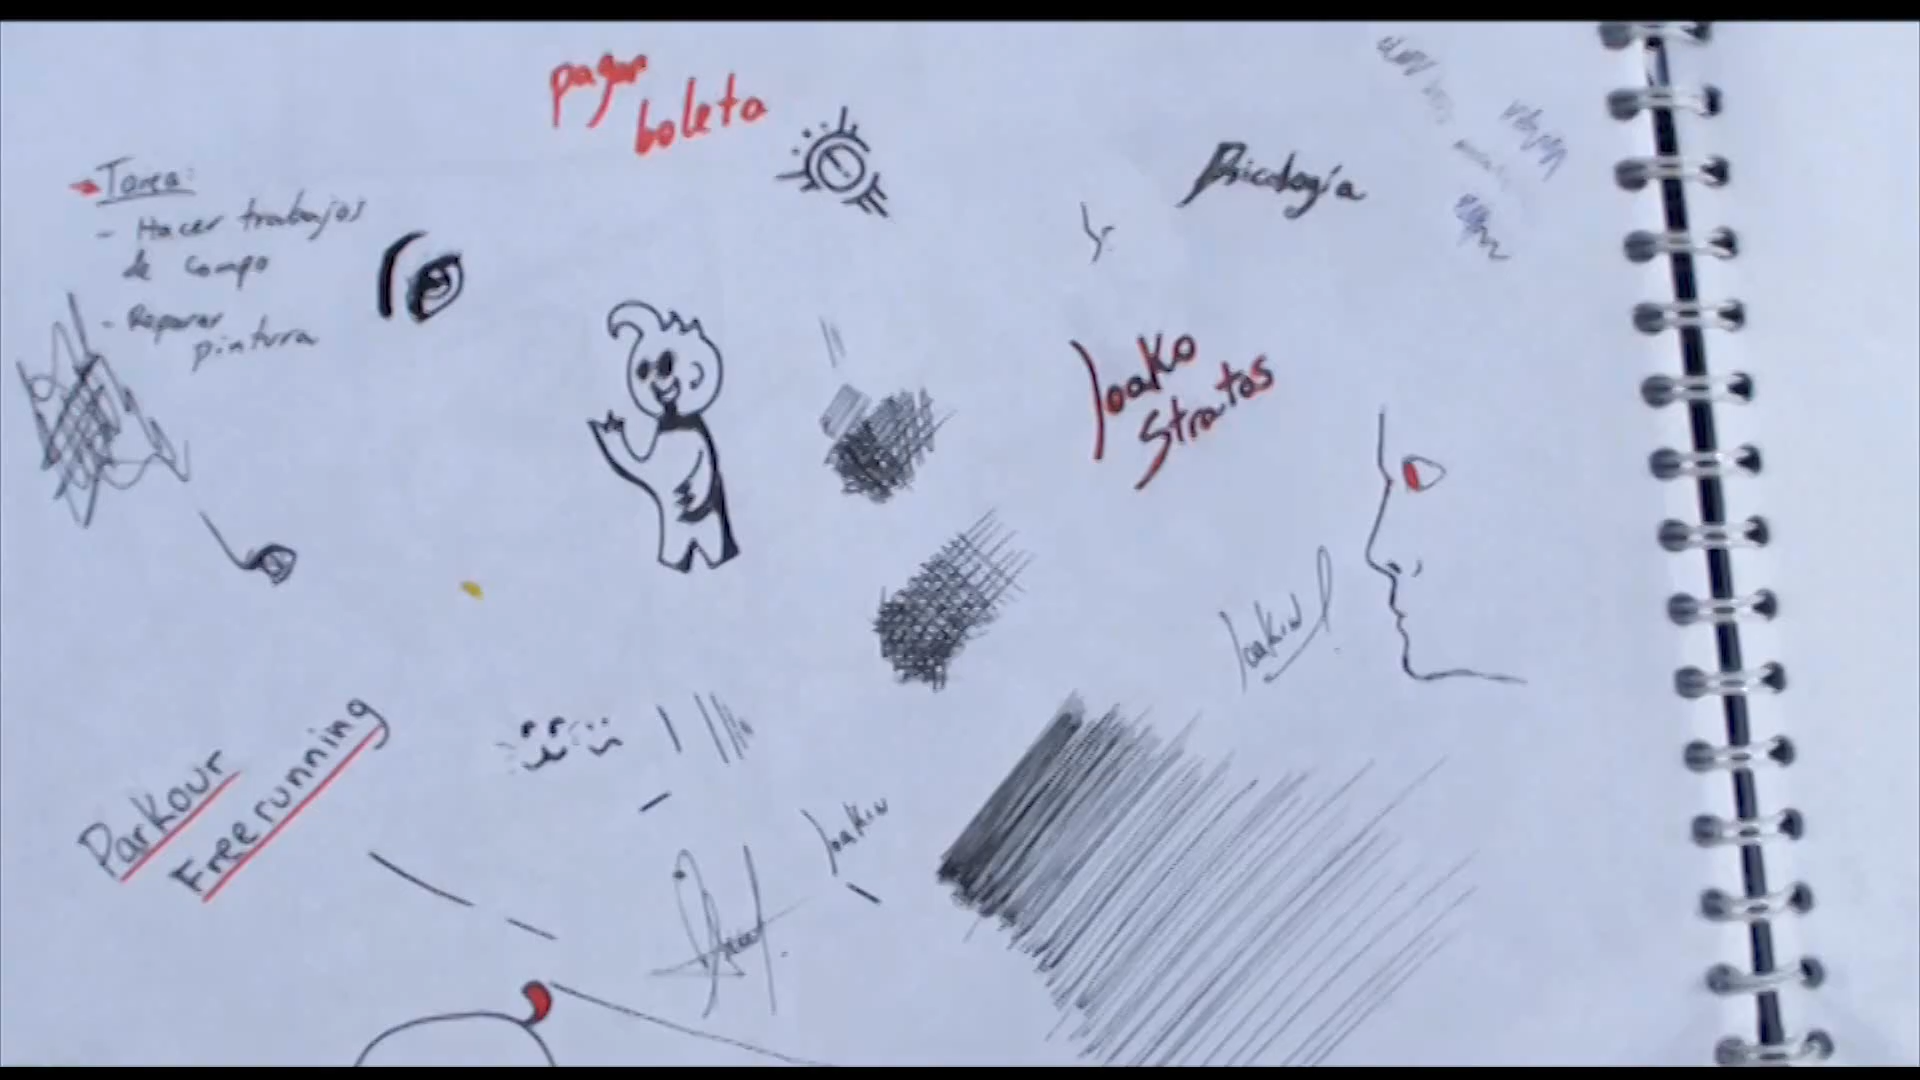 pagar
boleta
Tarea:
- Hacer trabajos
de campo
- Reparar
pintura
Psicología
Joako
Stratos
Joakin
Parkour
Freerunning
Joakin